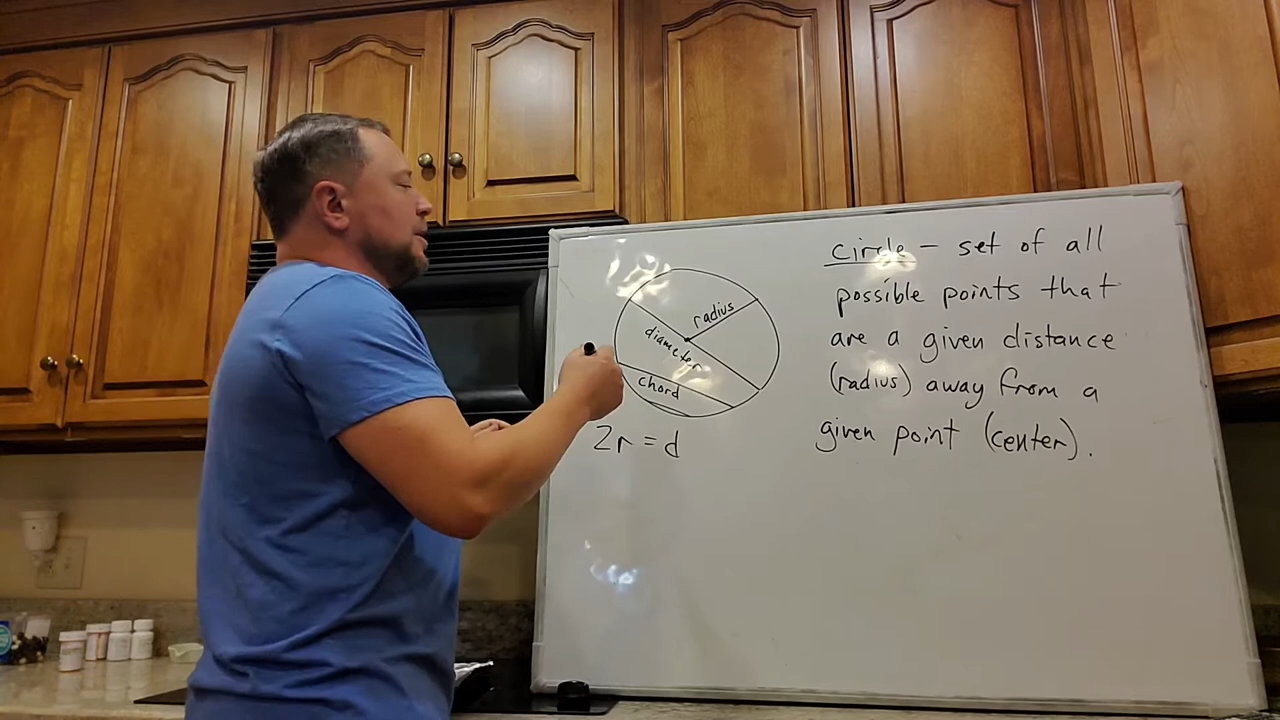 radius
diameter
chord
2r = d
circle - set of all
possible points that
are a given distance
(radius) away from a
given point (center).